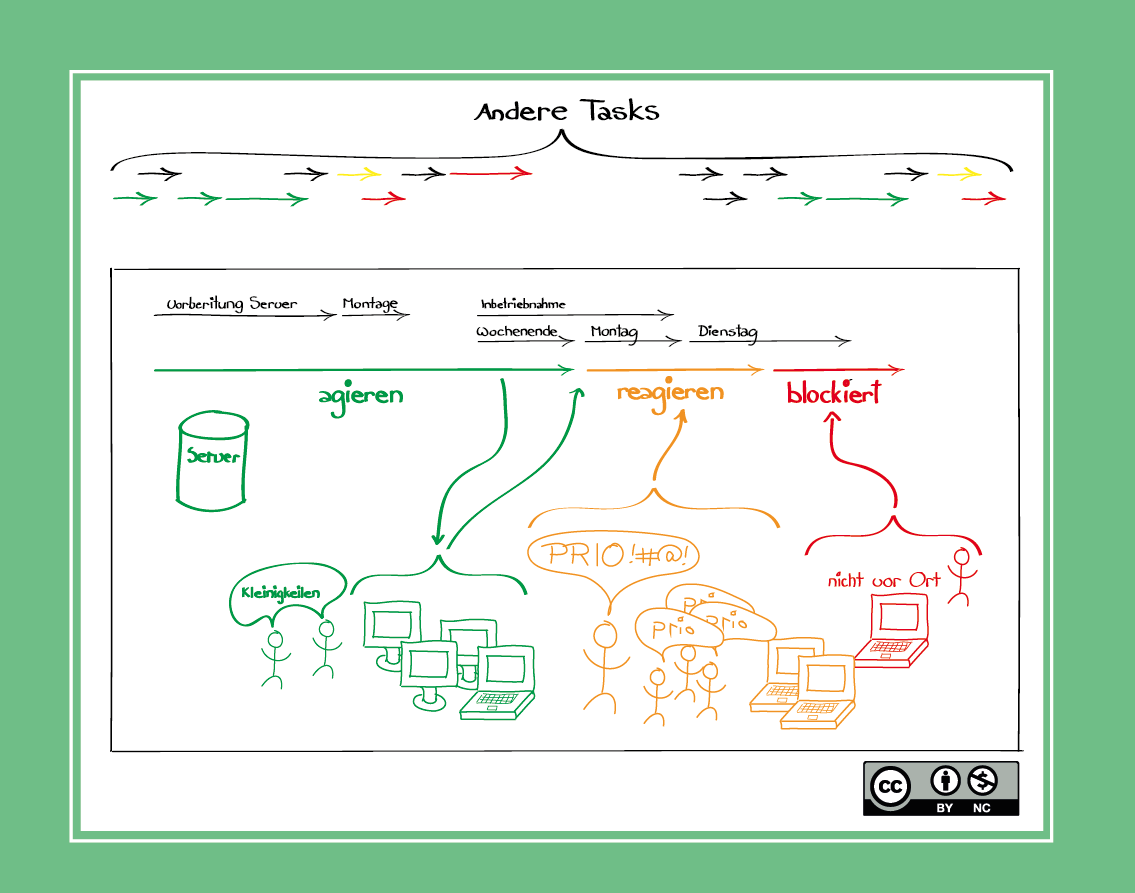 Andere Tasks
Vorberitung Server
Montage
Inbetriebnahme
Wochenende
Montag
Dienstag
agieren
reagieren
blockiert
Server
PRIO!#@!
Kleinigkeilen
Prio
Prio
Prio
nicht vor Ort
cc
BY NC